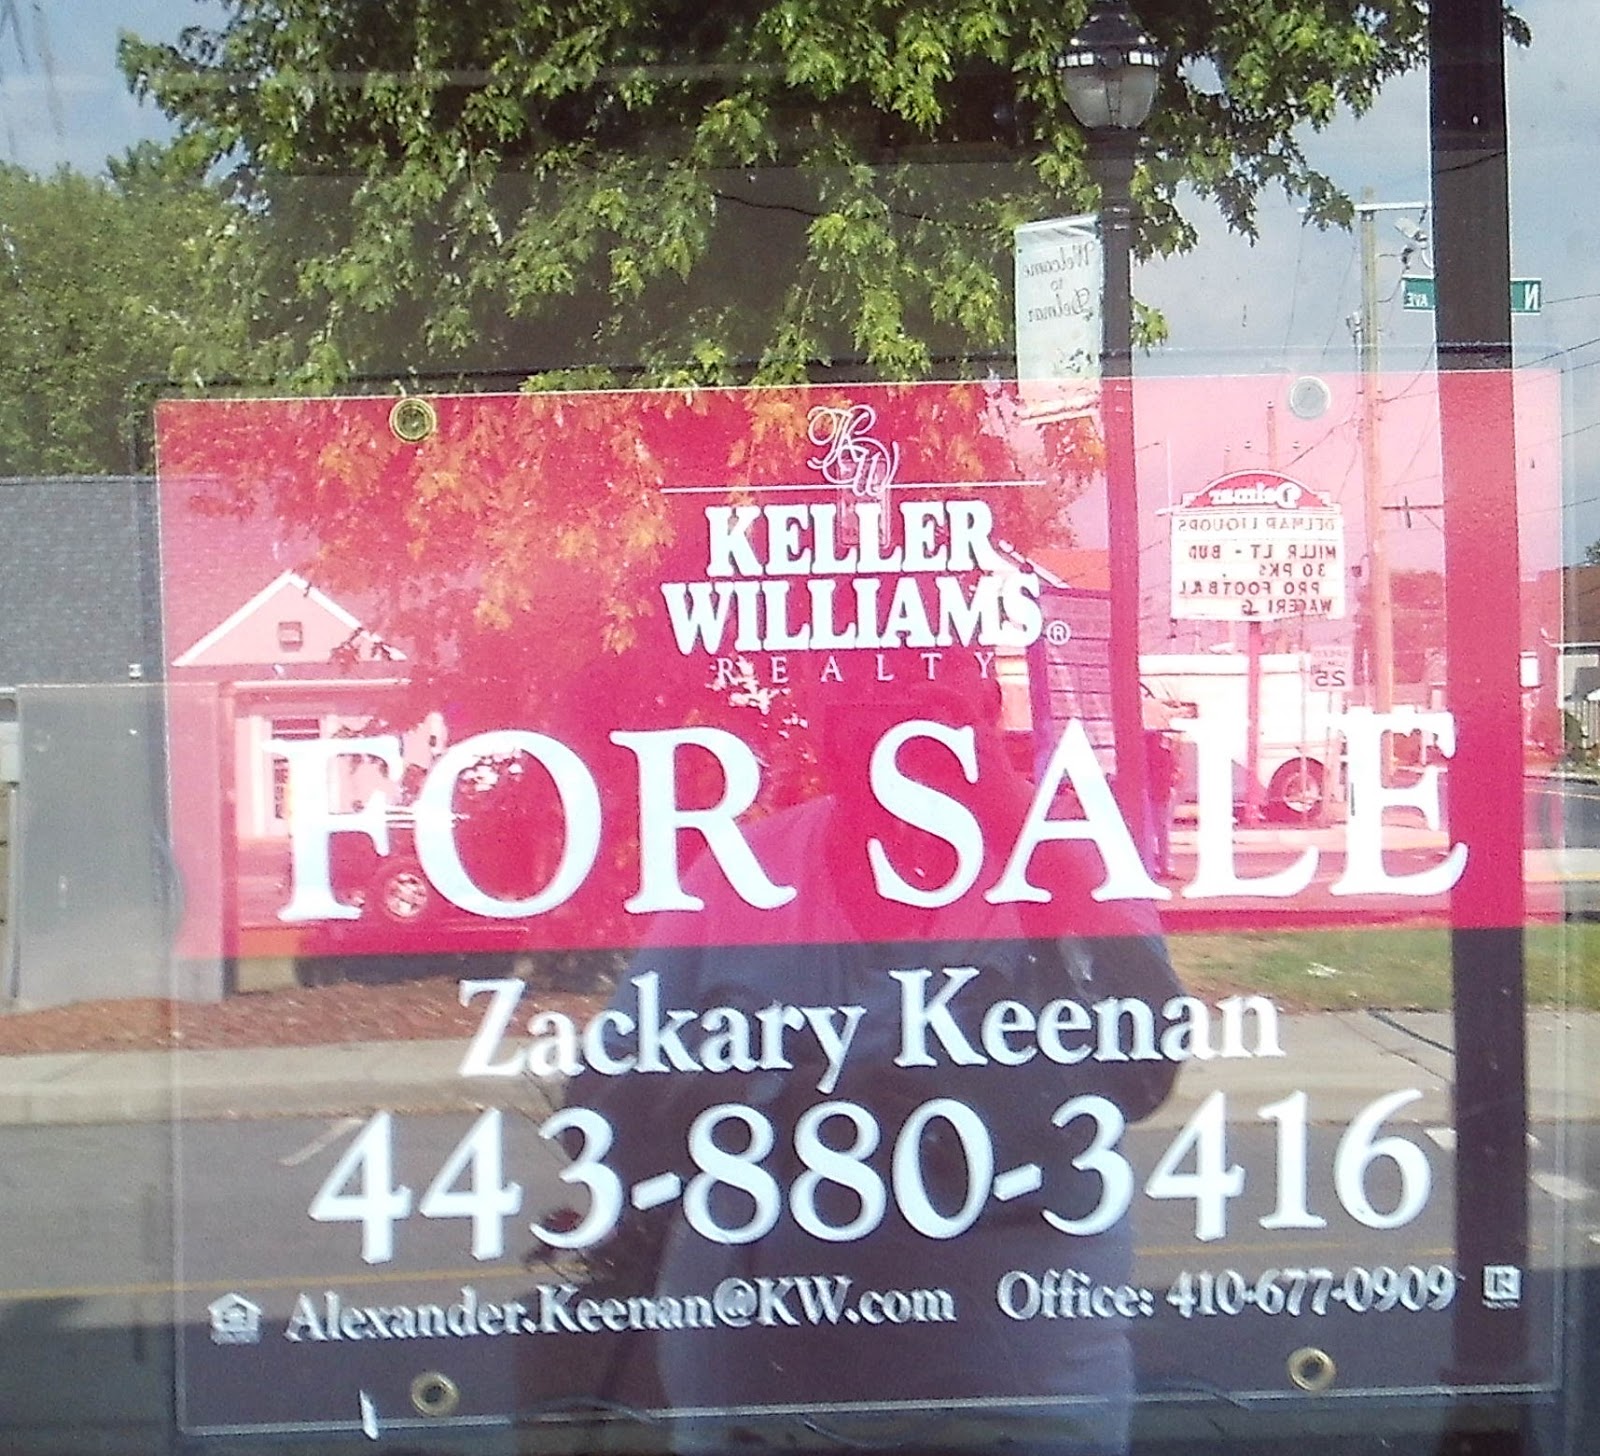 Welcome
to
Delmar
N AVE
KW
KELLER
WILLIAMS®
REALTY
Delmar
DELMAR LIQUORS
MILLR LT - BUD
30 PKS
PRO FOOTBALL
25
FOR SALE
Zackary Keenan
443-880-3416
Alexander.Keenan@KW.com Office: 410-677-0909